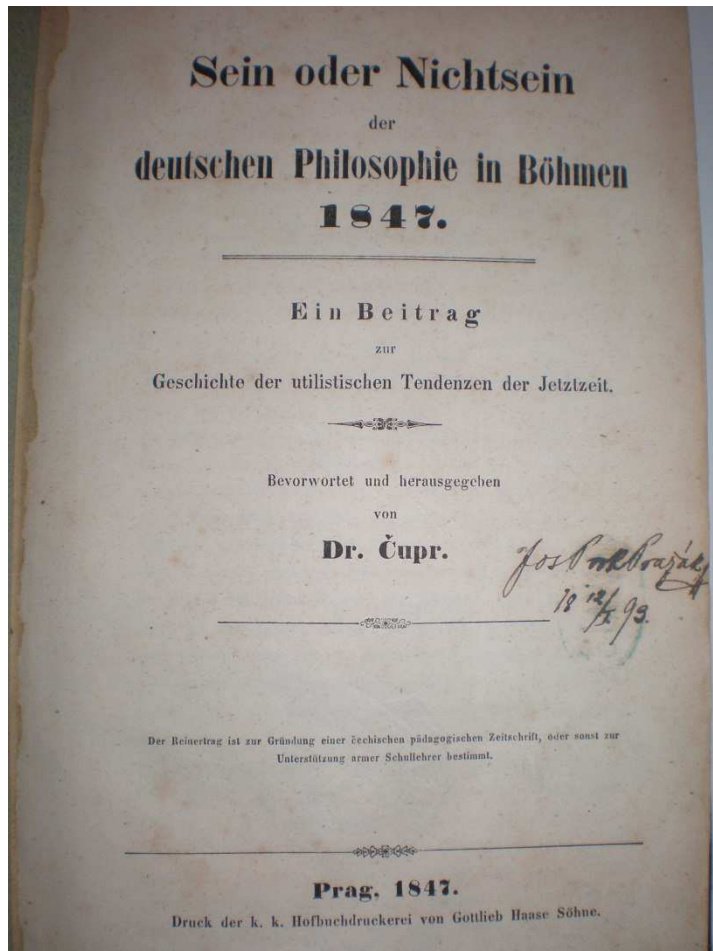 Sein oder Nichtsein
der
deutschen Philosophie in Böhmen
1847.
Ein Beitrag
zur
Geschichte der utilistischen Tendenzen der Jetztzeit.
Bevorwortet und herausgegeben
von
Dr. Čupr.
Jos Pražák
18 12/I 93.
Der Reinertrag ist zur Gründung einer čechischen pädagogischen Zeitschrift, oder sonst zur
Unterstützung armer Schullehrer bestimmt.
Prag. 1847.
Druck der k. k. Hofbuchdruckerei von Gottlieb Haase Söhne.